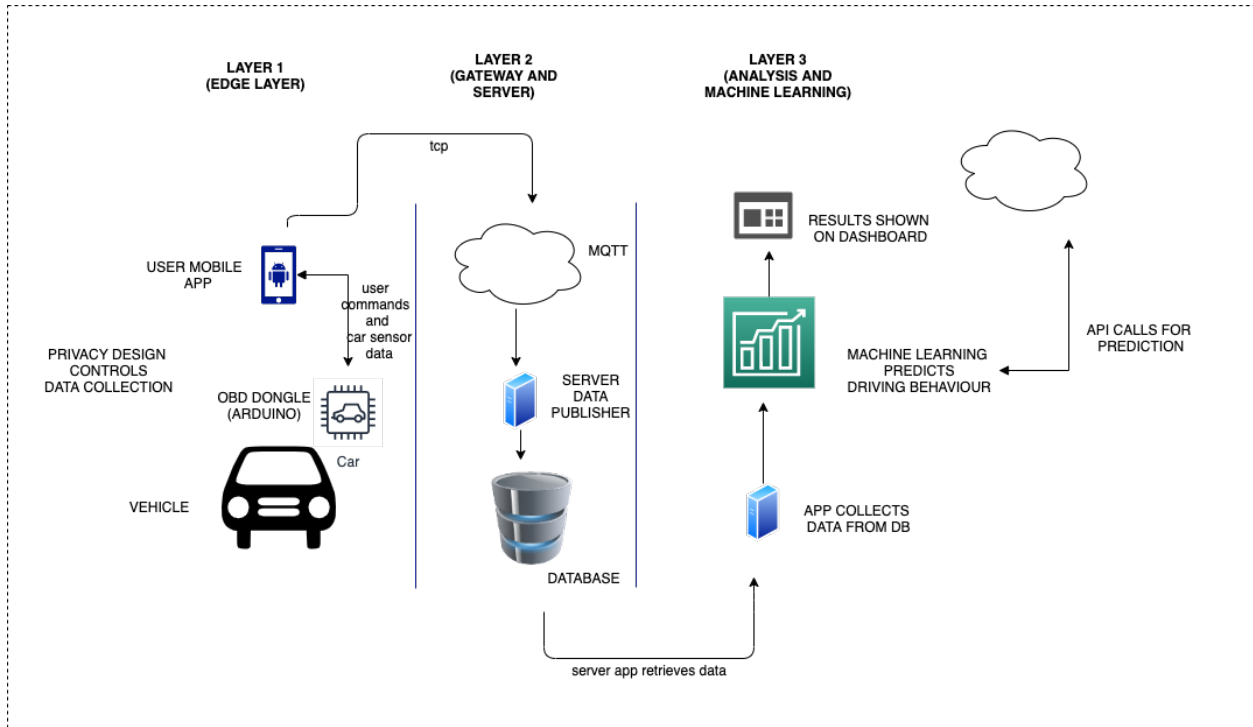 LAYER 1
(EDGE LAYER)
LAYER 2
(GATEWAY AND
SERVER)
LAYER 3
(ANALYSIS AND
MACHINE LEARNING)
tcp
USER MOBILE
APP
user
commands
and
car sensor
data
PRIVACY DESIGN
CONTROLS
DATA COLLECTION
OBD DONGLE
(ARDUINO)
Car
VEHICLE
MQTT
SERVER
DATA
PUBLISHER
DATABASE
server app retrieves data
RESULTS SHOWN
ON DASHBOARD
MACHINE LEARNING
PREDICTS
DRIVING BEHAVIOUR
APP COLLECTS
DATA FROM DB
API CALLS FOR
PREDICTION